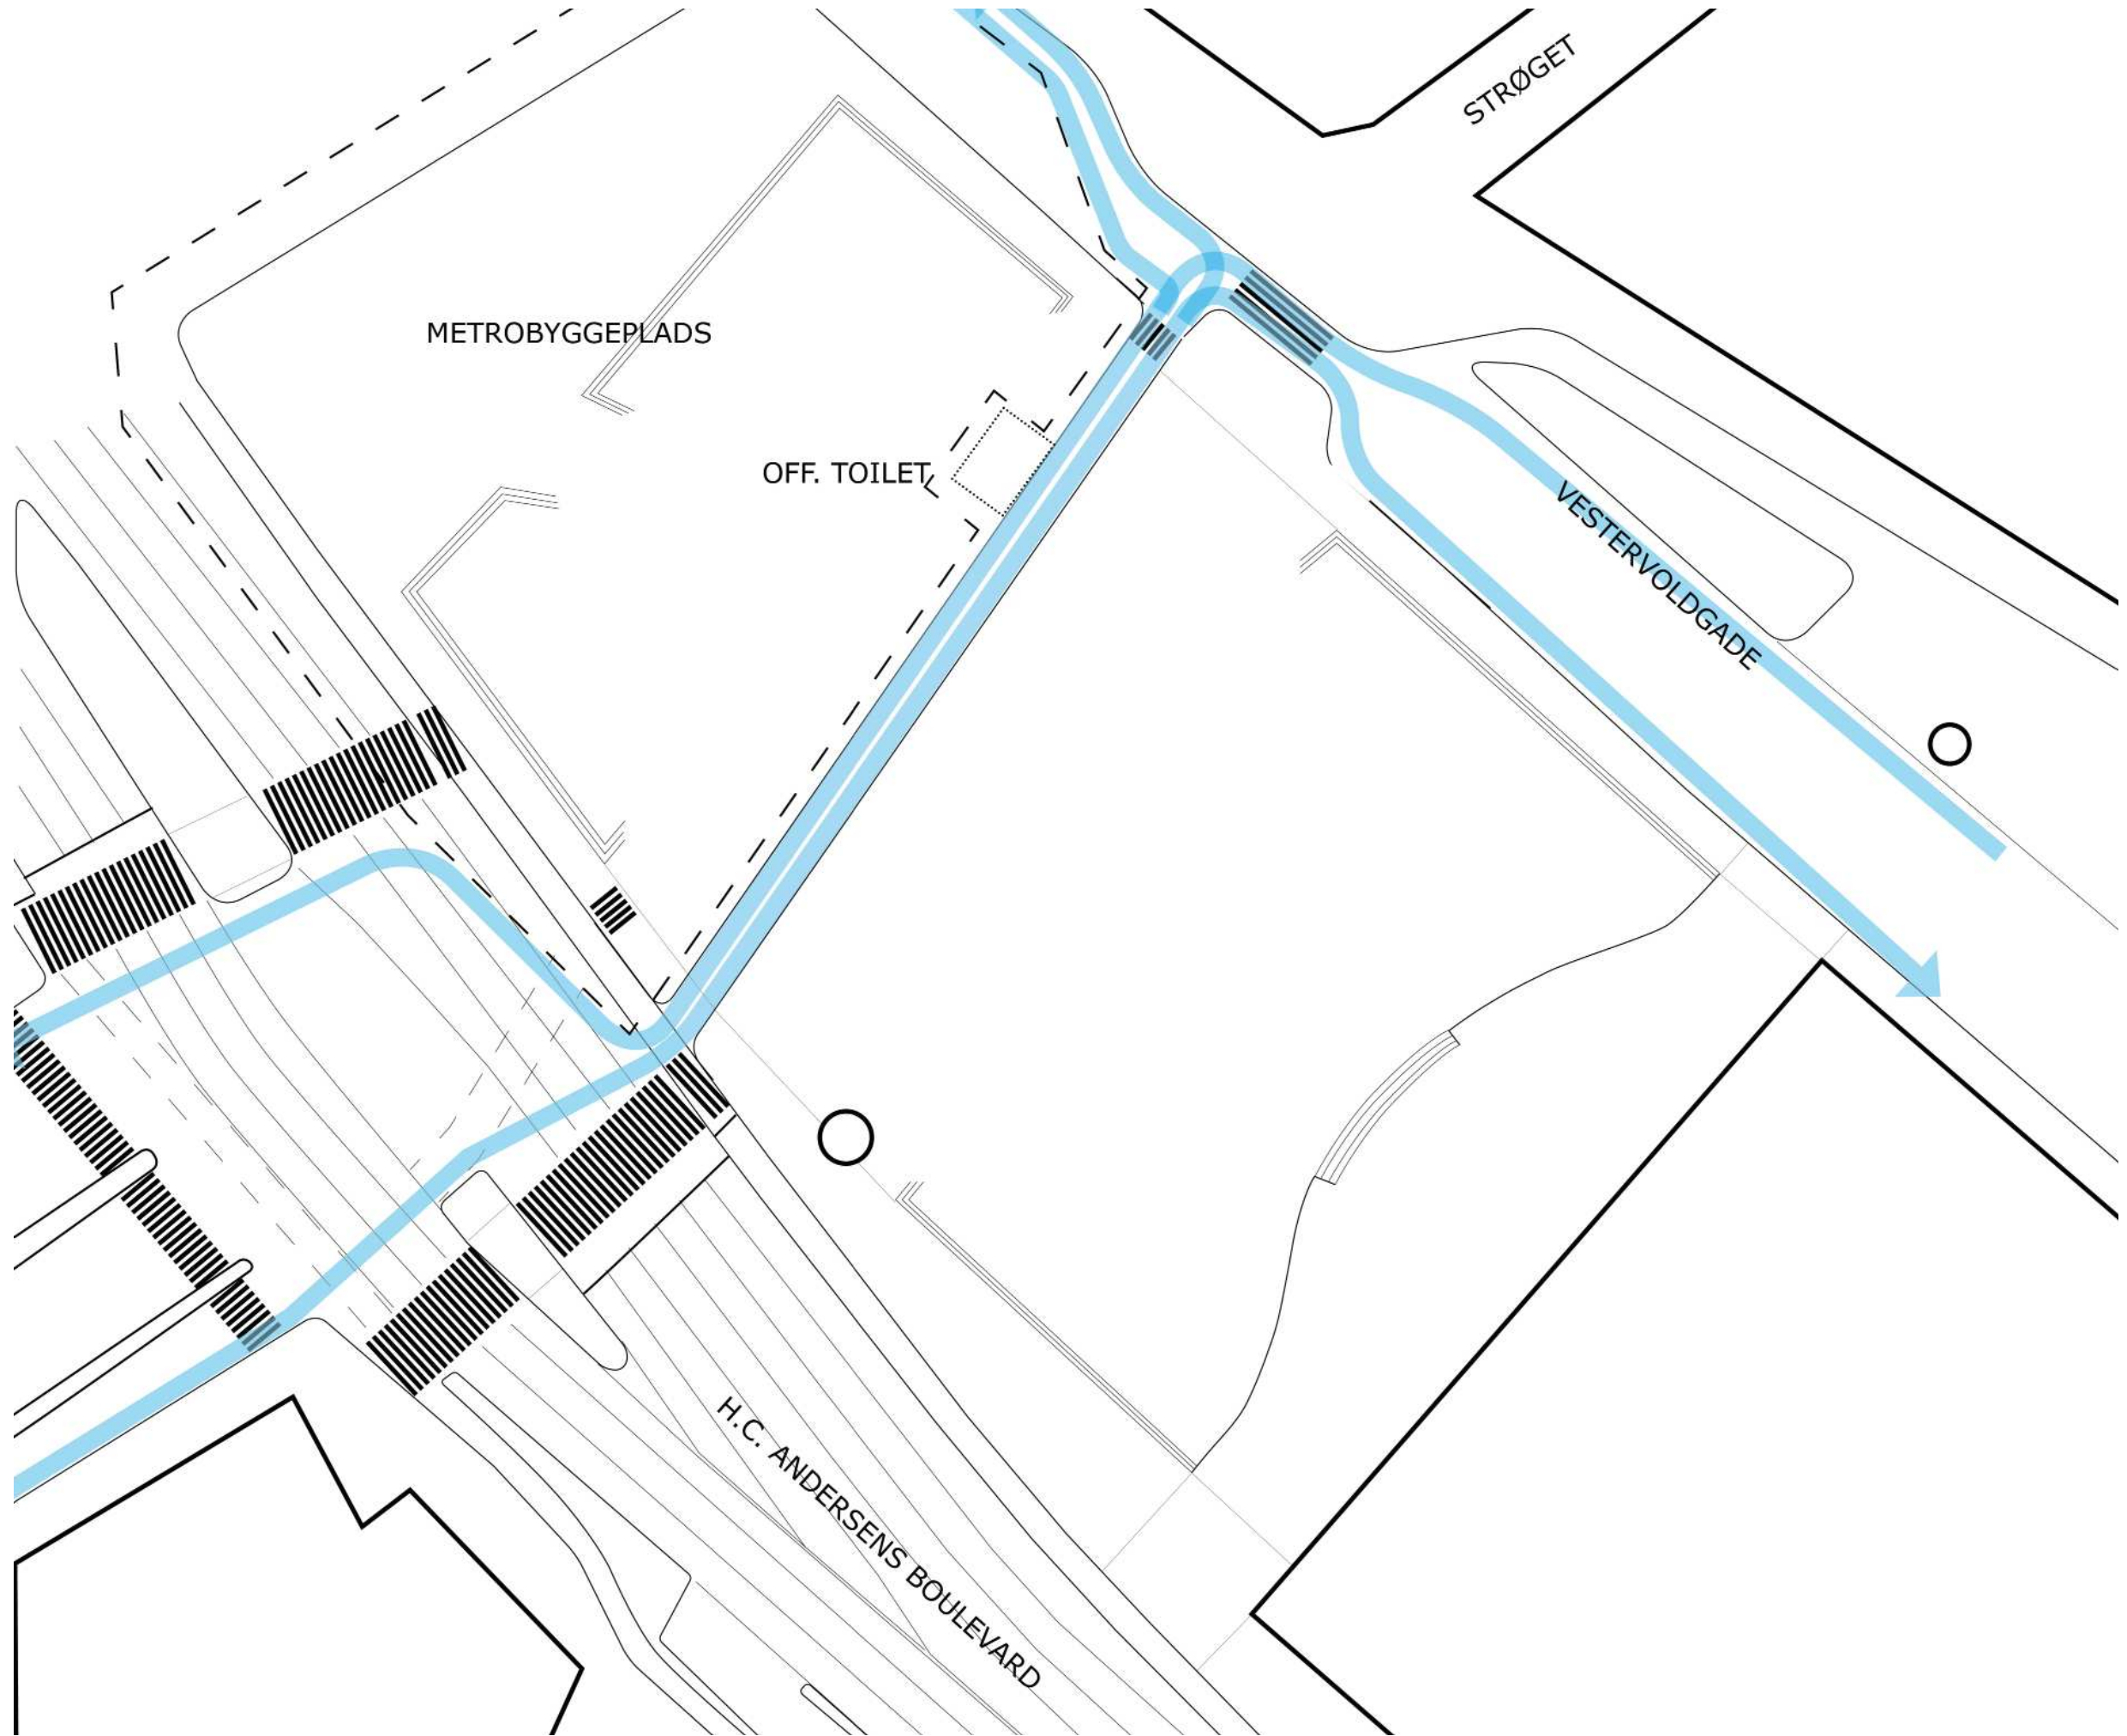 STRØGET
METROBYGGEPLADS
OFF. TOILET
VESTERVOLDGADE
H.C. ANDERSENS BOULEVARD